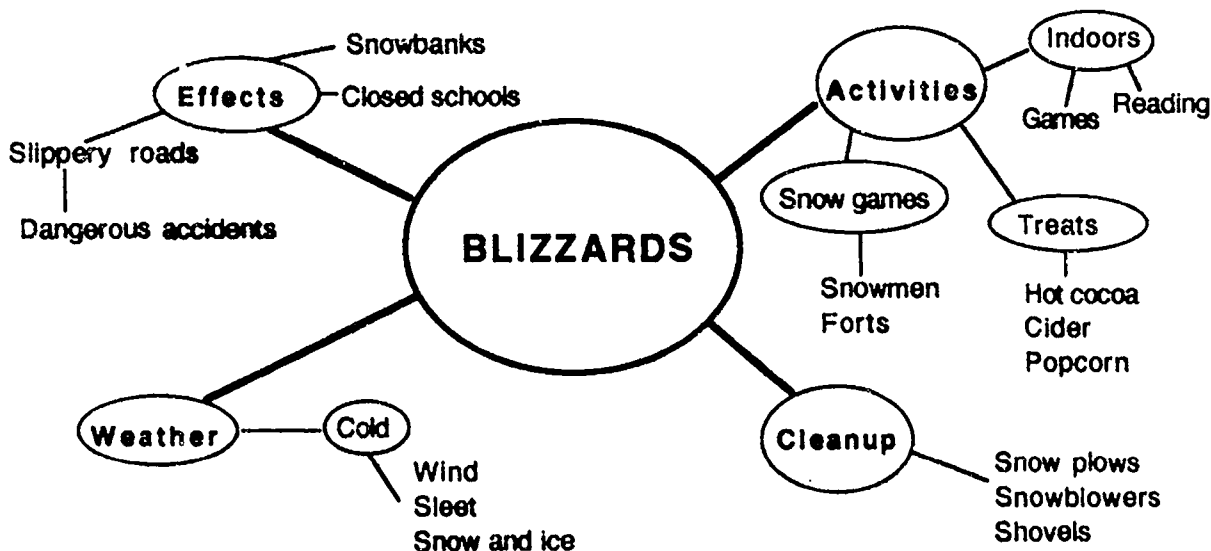 Snowbanks
Effects
Closed schools
Slippery roads
Dangerous accidents
Activities
Indoors
Games
Reading
Snow games
Snowmen
Forts
Treats
Hot cocoa
Cider
Popcorn
BLIZZARDS
Weather
Cold
Wind
Sleet
Snow and ice
Cleanup
Snow plows
Snowblowers
Shovels